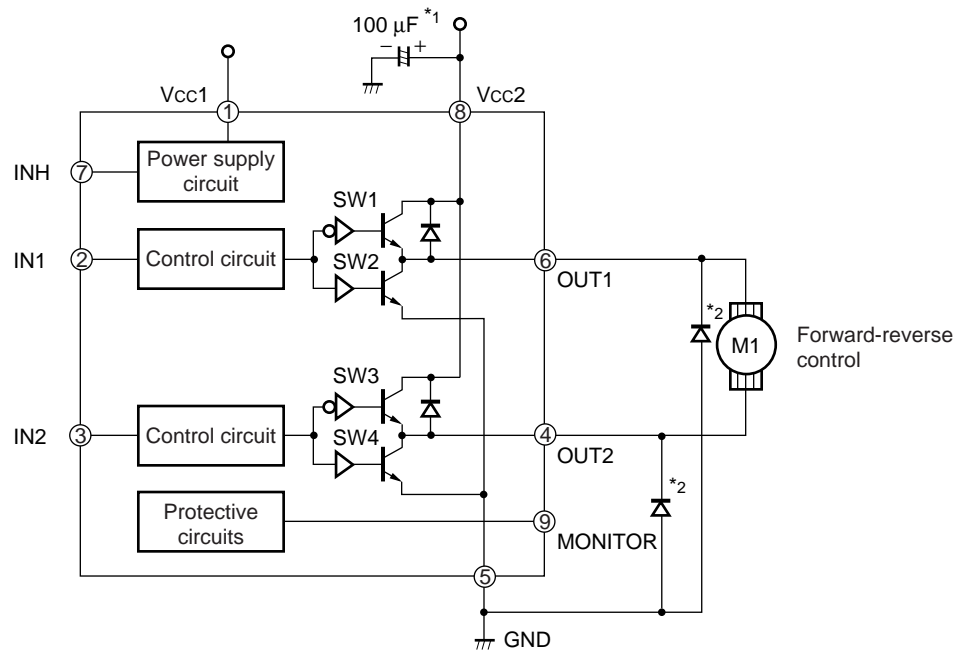 100 µF *1
− +
Vcc1
Vcc2
1
8
INH
7
Power supply
circuit
SW1
IN1
2
Control circuit
SW2
6
OUT1
*2
M1
Forward-reverse
control
SW3
IN2
3
Control circuit
SW4
4
OUT2
*2
Protective
circuits
9
MONITOR
5
GND